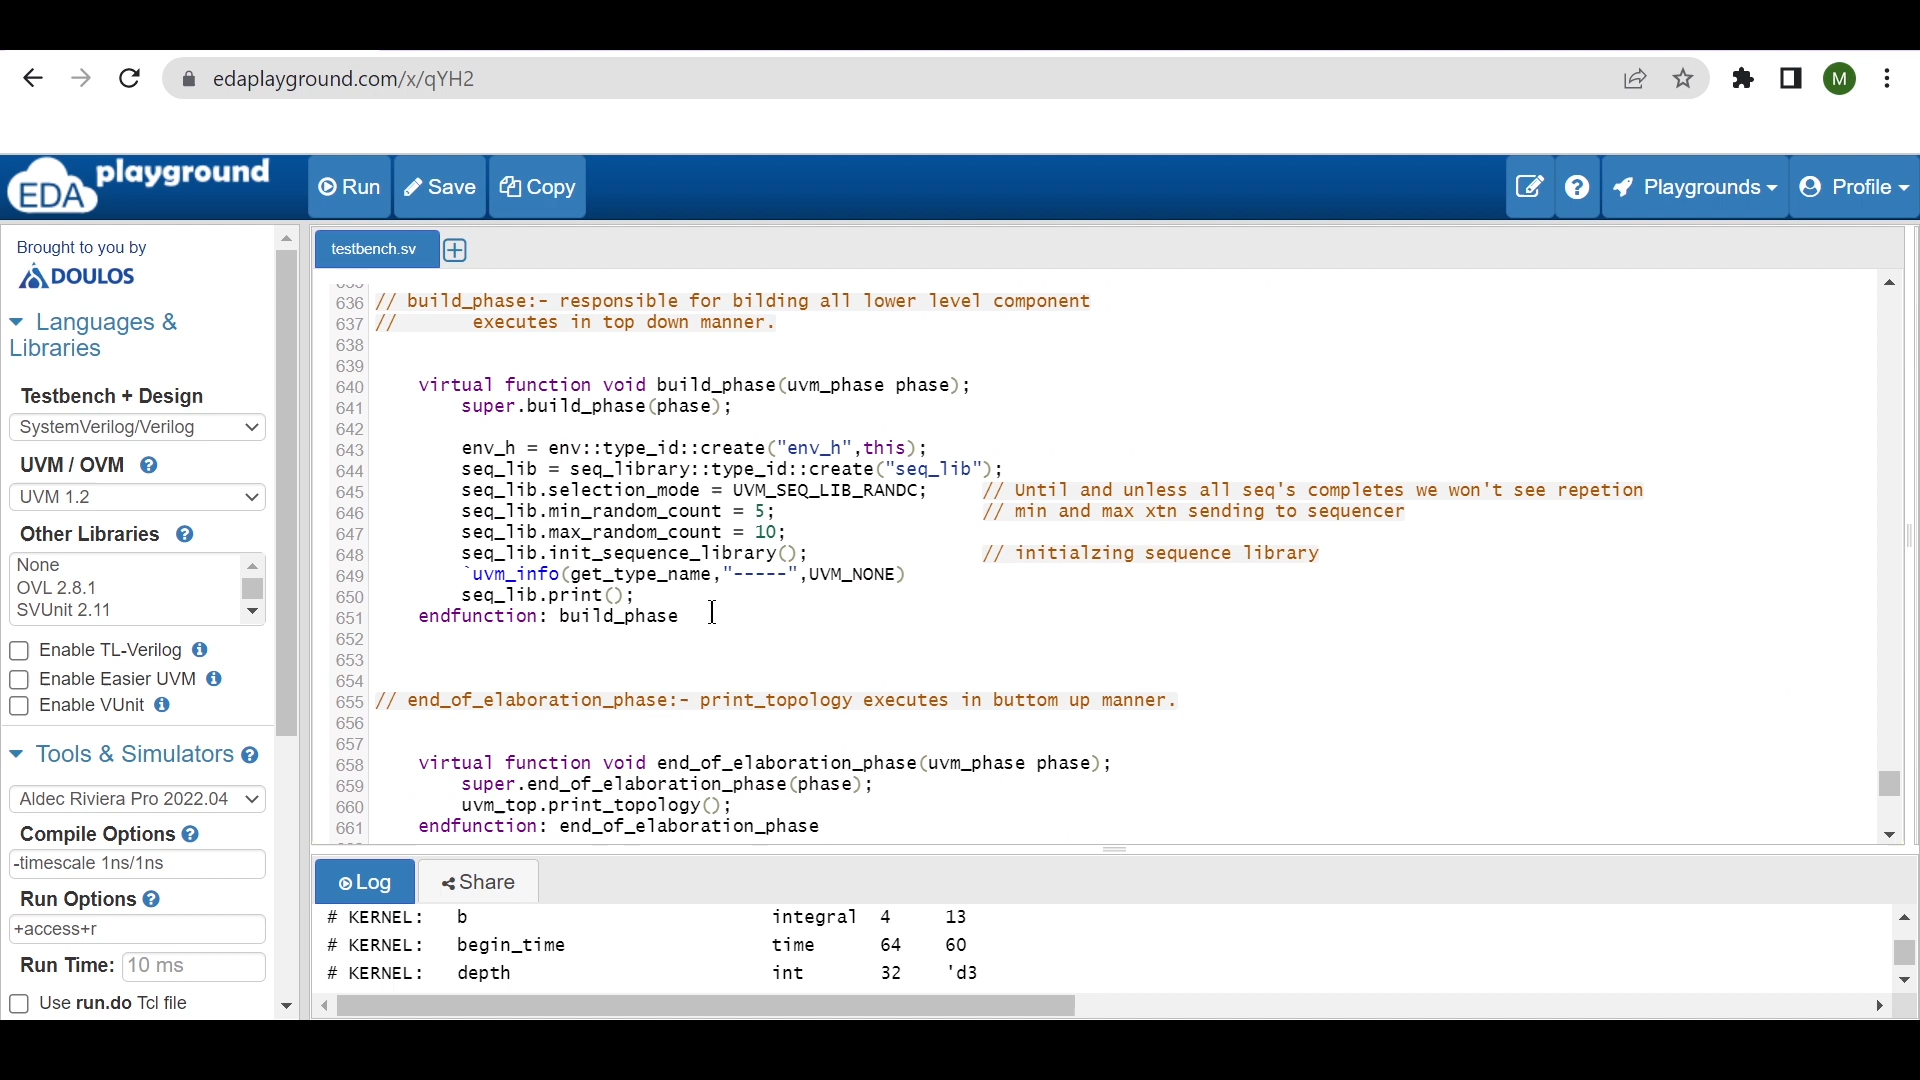 edaplayground.com/x/qYH2
M
EDA playground
Run
Save
Copy
Playgrounds
Profile
Brought to you by
DOULOS
Languages &
Libraries
Testbench + Design
SystemVerilog/Verilog
UVM / OVM
UVM 1.2
Other Libraries
None
OVL 2.8.1
SVUnit 2.11
Enable TL-Verilog
Enable Easier UVM
Enable VUnit
Tools & Simulators
Aldec Riviera Pro 2022.04
Compile Options
-timescale 1ns/1ns
Run Options
+access+r
Run Time: 10 ms
Use run.do Tcl file
testbench.sv
636 // build_phase:- responsible for bilding all lower level component
637 // executes in top down manner.
638
639
640 virtual function void build_phase(uvm_phase phase);
641 super.build_phase(phase);
642
643 env_h = env::type_id::create("env_h",this);
644 seq_lib = seq_library::type_id::create("seq_lib");
645 seq_lib.selection_mode = UVM_SEQ_LIB_RANDC; // Until and unless all seq's completes we won't see repetion
646 seq_lib.min_random_count = 5; // min and max xtn sending to sequencer
647 seq_lib.max_random_count = 10;
648 seq_lib.init_sequence_library(); // initialzing sequence library
649 `uvm_info(get_type_name,"-----",UVM_NONE)
650 seq_lib.print();
651 endfunction: build_phase
652
653
654
655 // end_of_elaboration_phase:- print_topology executes in buttom up manner.
656
657
658 virtual function void end_of_elaboration_phase(uvm_phase phase);
659 super.end_of_elaboration_phase(phase);
660 uvm_top.print_topology();
661 endfunction: end_of_elaboration_phase
Log
Share
# KERNEL: b integral 4 13
# KERNEL: begin_time time 64 60
# KERNEL: depth int 32 'd3